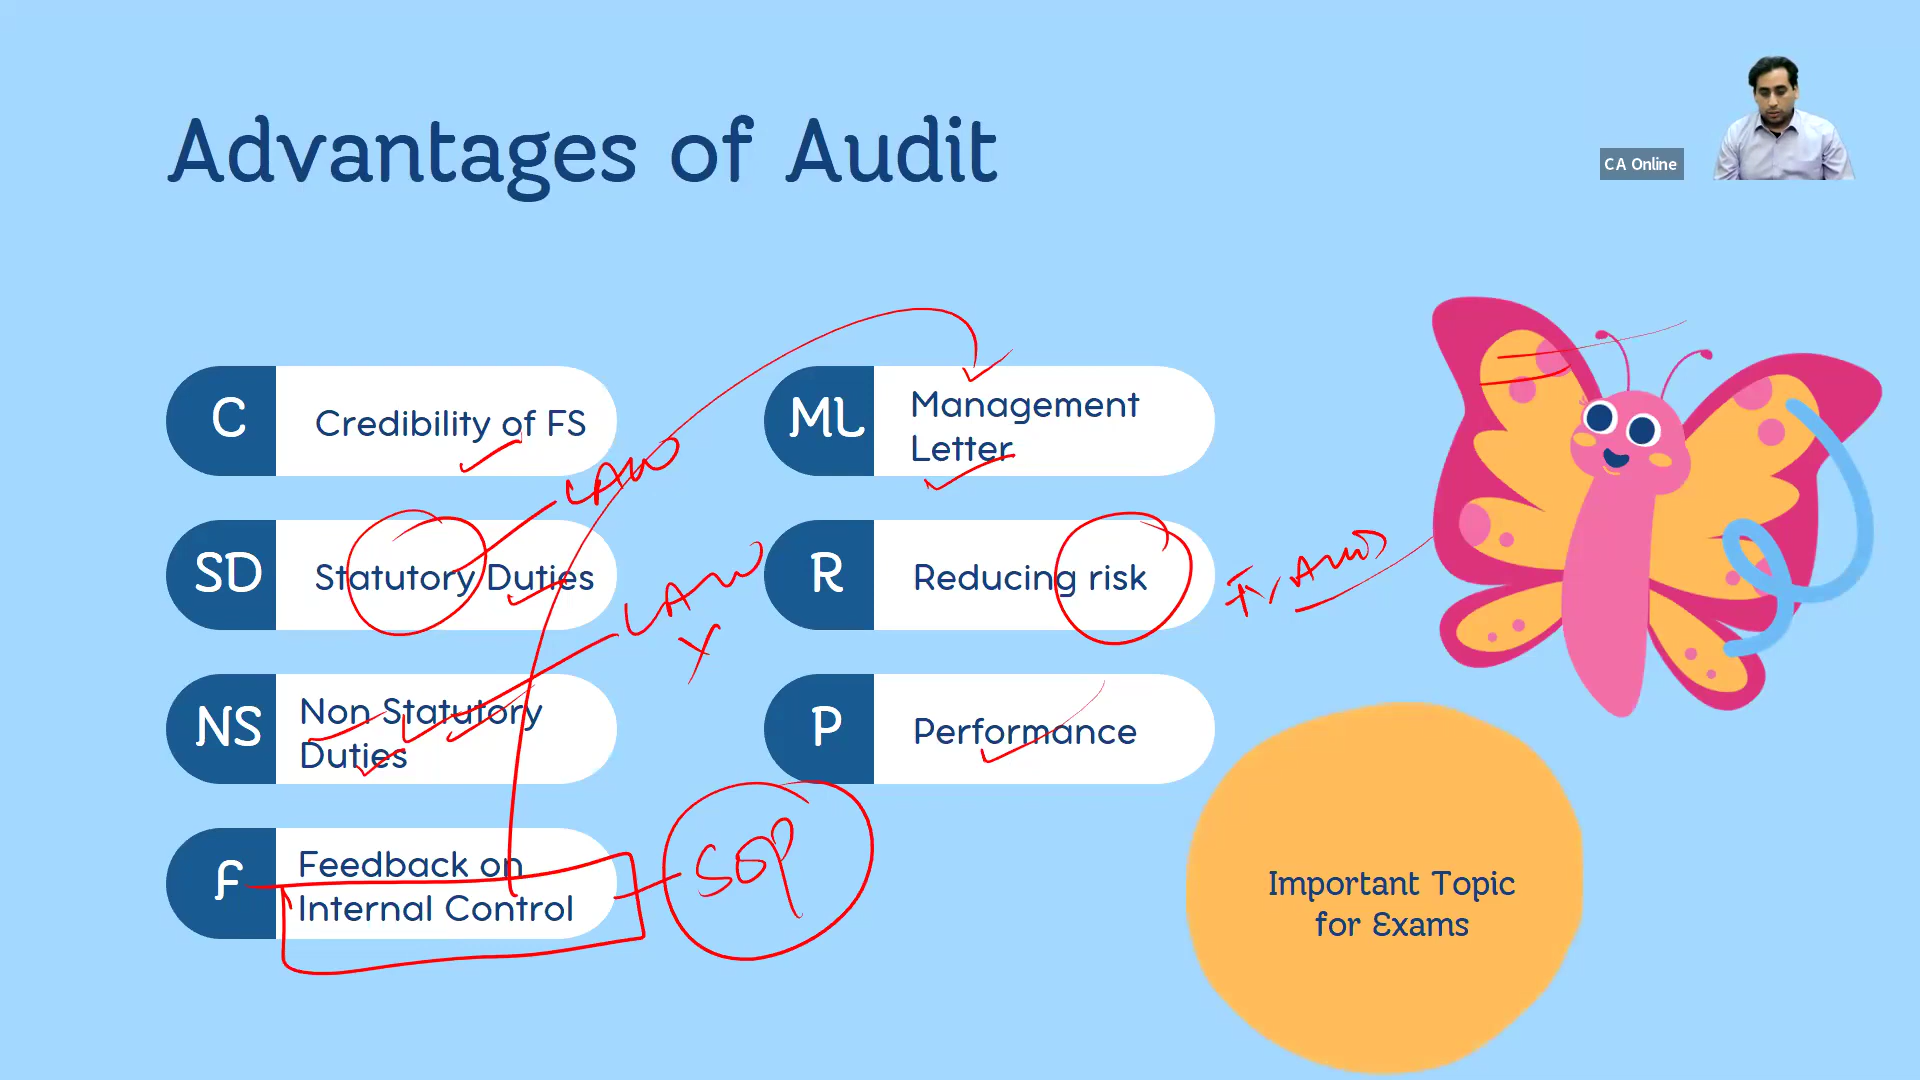 Advantages of Audit
C A Online
C
Credibility of FS
LAW
SD
Statutory Duties
LAW
X
NS
Non Statutory
Duties
F
Feedback on
Internal Control
SOP
ML
Management
Letter
R
Reducing risk
Fraud
P
Performance
Important Topic
for Exams